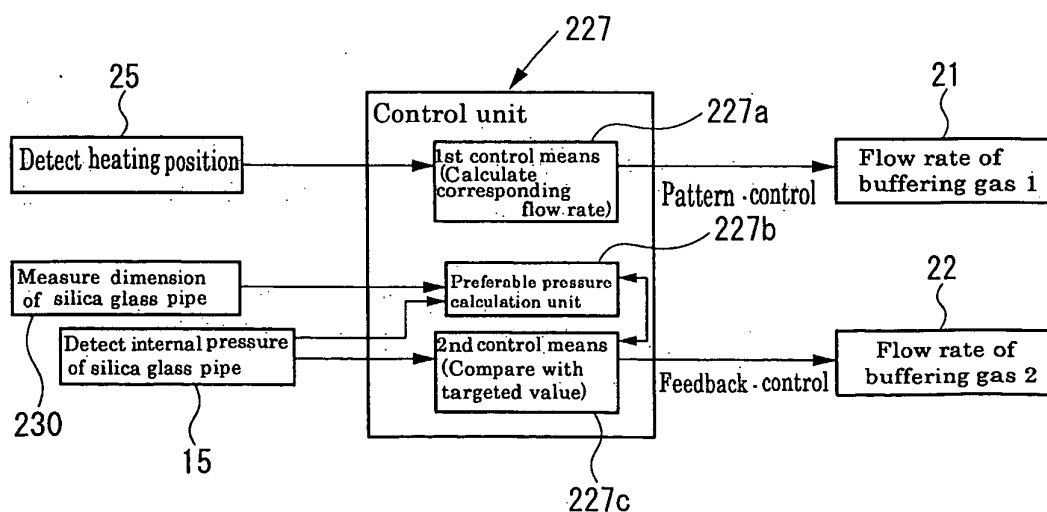 227
25
21
Control unit
227a
Detect heating position
1st control means
(Calculate
corresponding
flow rate)
Flow rate of
buffering gas 1
Pattern-control
227b
Measure dimension
of silica glass pipe
Preferable pressure
calculation unit
22
Detect internal pressure
of silica glass pipe
2nd control means
(Compare with
targeted value)
Flow rate of
buffering gas 2
Feedback-control
230
15
227c